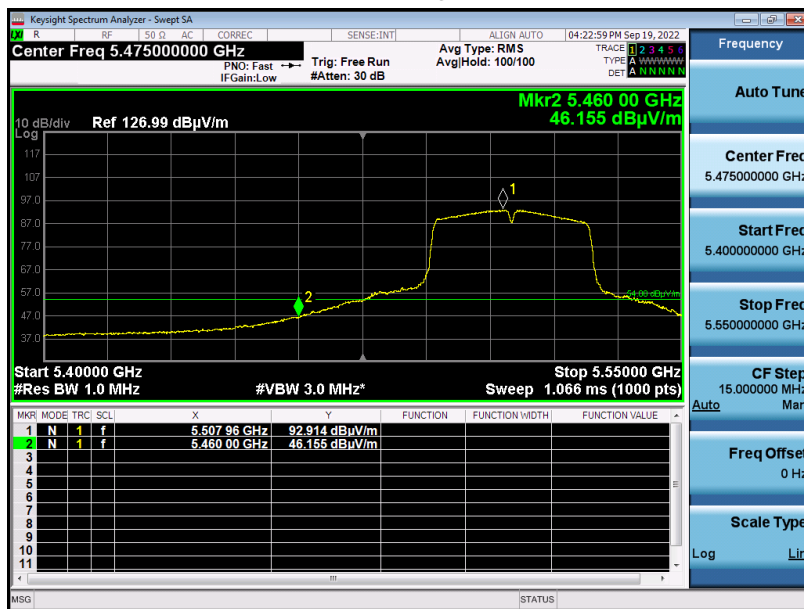 Keysight Spectrum Analyzer - Swept SA
R RF 50 Ω AC CORREC SENSE:INT ALIGN AUTO 04:22:59 PM Sep 19, 2022
Center Freq 5.475000000 GHz
PNO: Fast
IFGain:Low
Trig: Free Run
#Atten: 30 dB
Avg Type: RMS
Avg|Hold: 100/100
TRACE 1 2 3 4 5 6
TYPE A WWWWW
DET A N N N N N
Mkr2 5.460 00 GHz
46.155 dBµV/m
10 dB/div Ref 126.99 dBµV/m
Log
117
107
97.0
87.0
77.0
67.0
57.0
47.0
37.0
1
2
54.00 dBµV/m
Start 5.40000 GHz Stop 5.55000 GHz
#Res BW 1.0 MHz #VBW 3.0 MHz* Sweep 1.066 ms (1000 pts)
MKR MODE TRC SCL X Y FUNCTION FUNCTION WIDTH FUNCTION VALUE
1 N 1 f 5.507 96 GHz 92.914 dBµV/m
2 N 1 f 5.460 00 GHz 46.155 dBµV/m
3
4
5
6
7
8
9
10
11
MSG STATUS
Frequency
Auto Tune
Center Freq
5.475000000 GHz
Start Freq
5.400000000 GHz
Stop Freq
5.550000000 GHz
CF Step
15.000000 MHz
Auto Man
Freq Offset
0 Hz
Scale Type
Log Lin